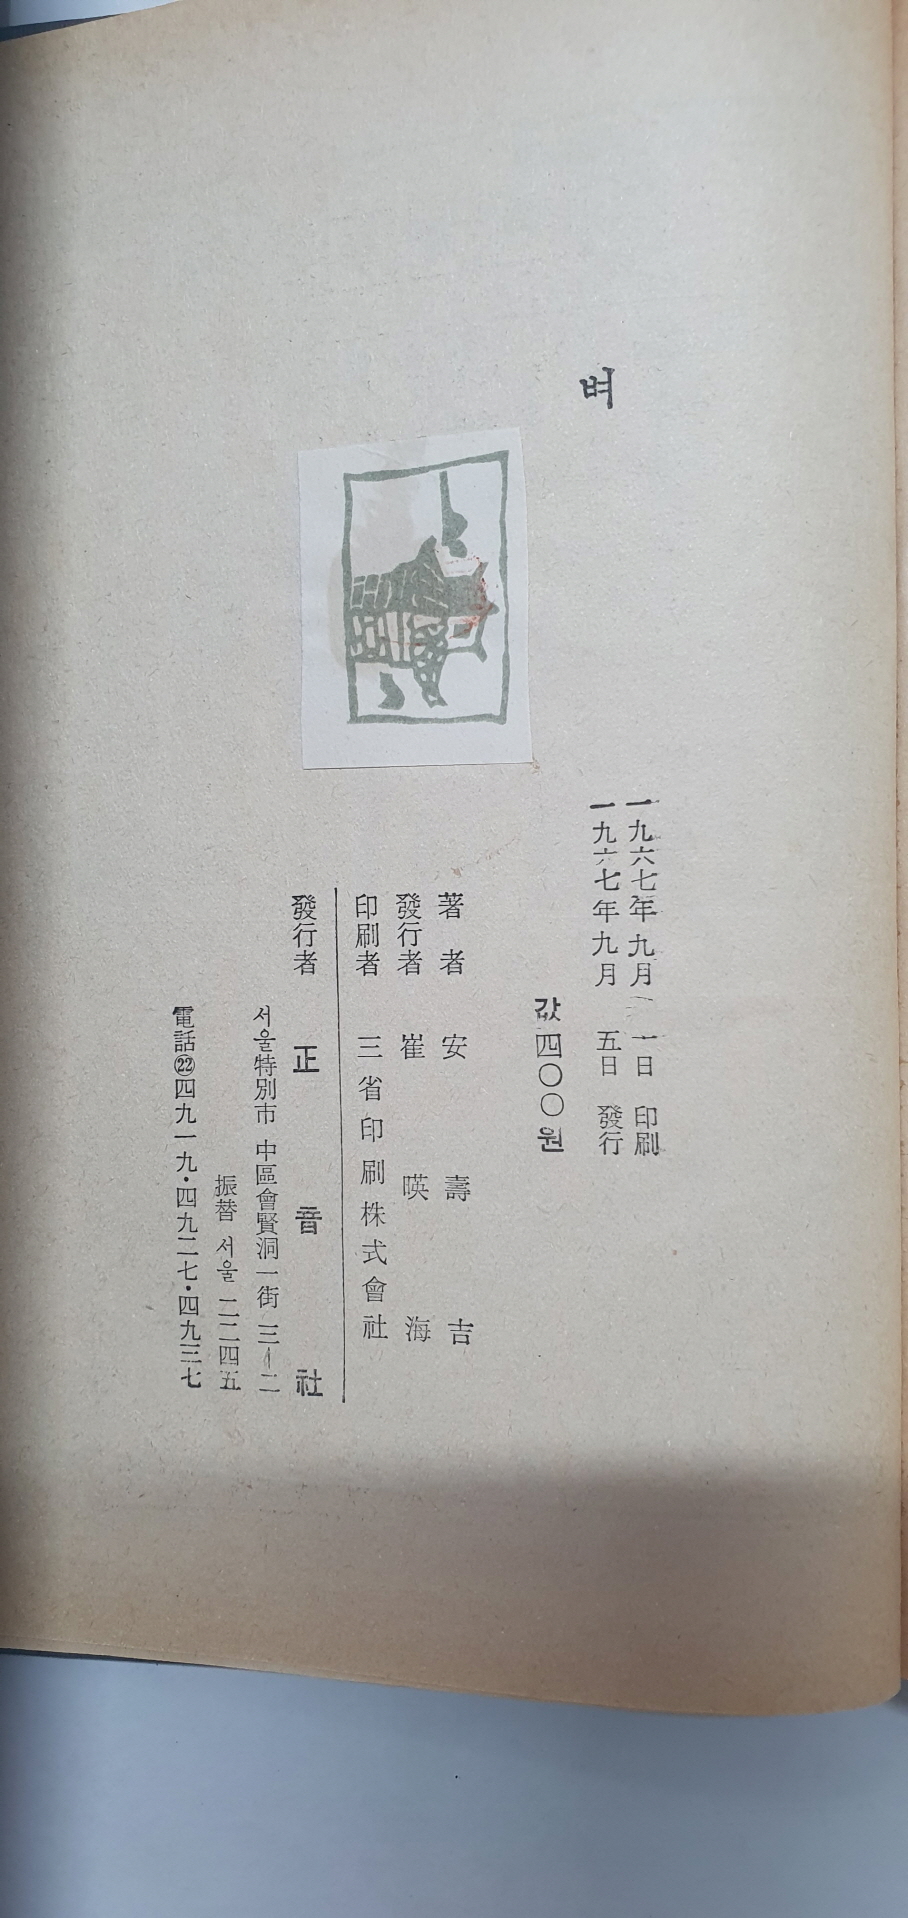 벼
一九六七年九月 一日 印刷
一九六七年九月 五日 發行
값 四〇〇원
著者 安壽吉
發行者 崔暎海
印刷者 三省印刷株式會社
發行者 正音社
서울特別市 中區會賢洞一街 三－二
振替 서울 二二四五
電話㉒四九一九·四九二七·四九三七